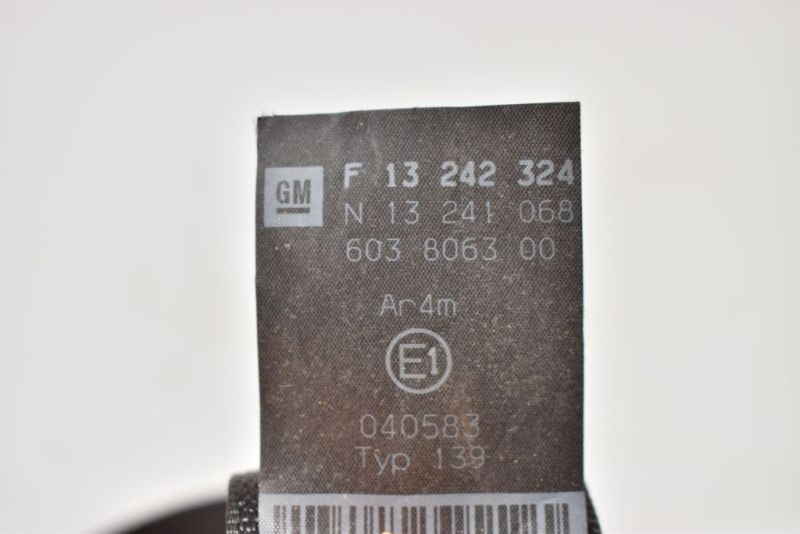 GM
F 13 242 324
N 13 241 068
603 8063 00
Ar4m
E1
040583
Typ 139